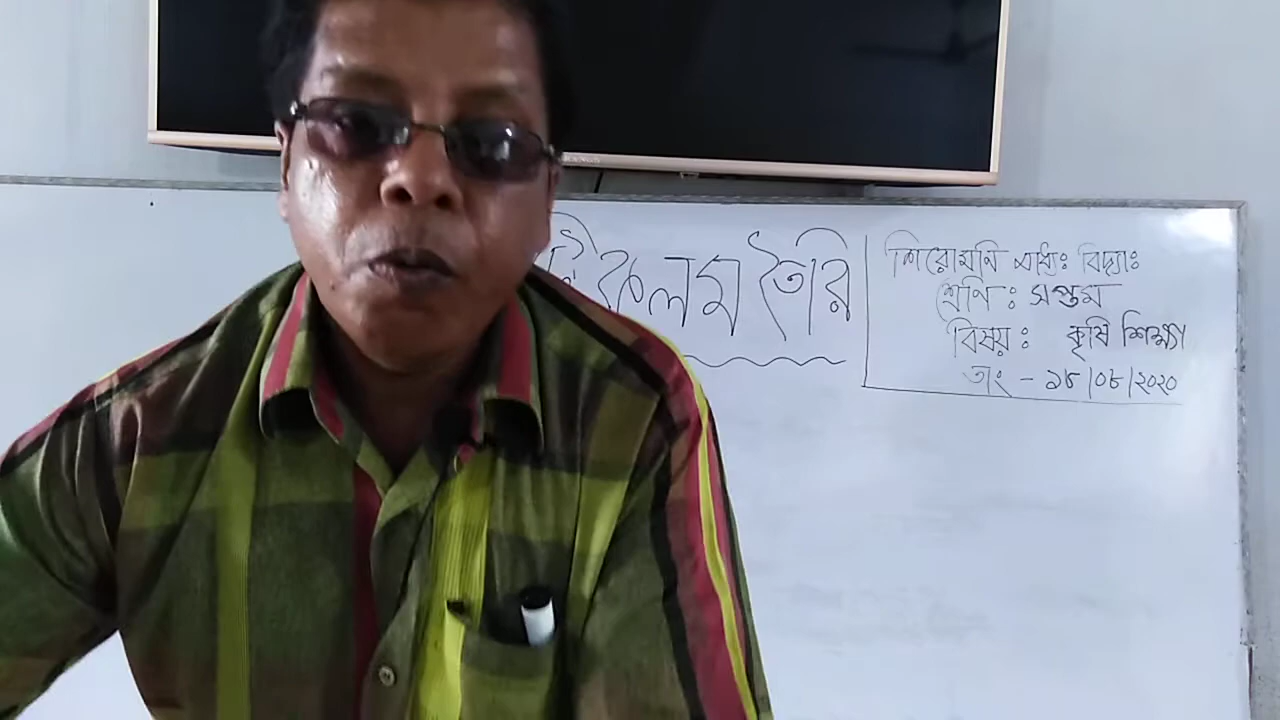 কলম তৈরি
শিরোমনি মাধ্যঃ বিদ্যাঃ
শ্রেণি : সপ্তম
বিষয় : কৃষি শিক্ষা
তাং - ১৮/০৮/২০২০